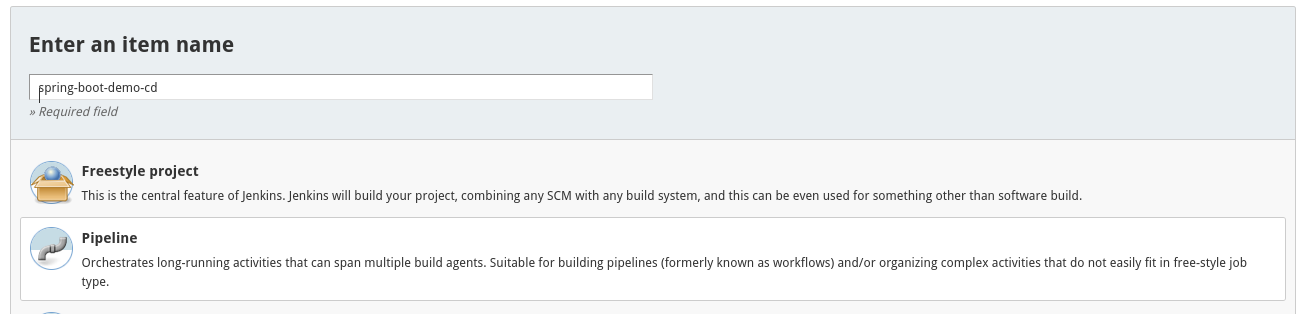 Enter an item name
spring-boot-demo-cd
» Required field
Freestyle project
This is the central feature of Jenkins. Jenkins will build your project, combining any SCM with any build system, and this can be even used for something other than software build.
Pipeline
Orchestrates long-running activities that can span multiple build agents. Suitable for building pipelines (formerly known as workflows) and/or organizing complex activities that do not easily fit in free-style job
type.